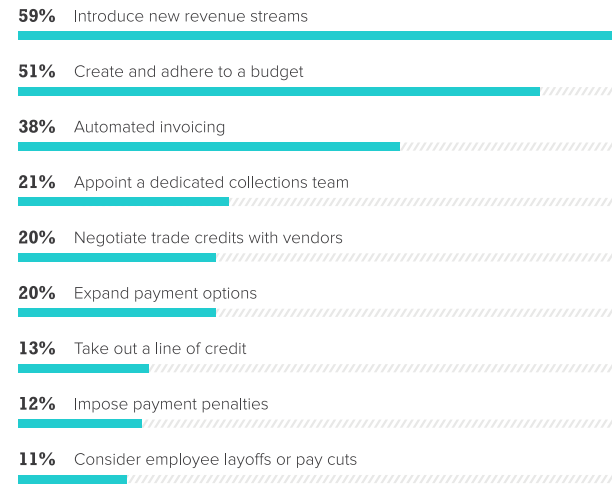 59% Introduce new revenue streams
51% Create and adhere to a budget
38% Automated invoicing
21% Appoint a dedicated collections team
20% Negotiate trade credits with vendors
20% Expand payment options
13% Take out a line of credit
12% Impose payment penalties
11% Consider employee layoffs or pay cuts